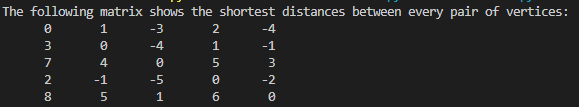 The following matrix shows the shortest distances between every pair of vertices:
0 1 -3 2 -4
3 0 -4 1 -1
7 4 0 5 3
2 -1 -5 0 -2
8 5 1 6 0